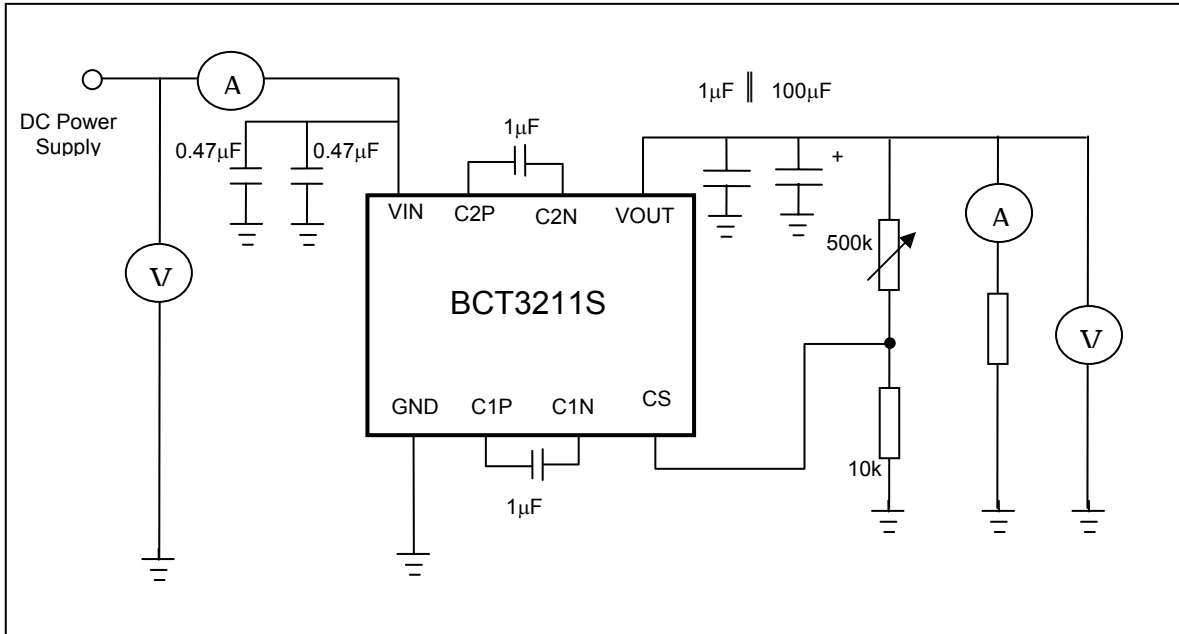 A
1μF ‖ 100μF
DC Power
Supply
0.47μF 0.47μF
1μF
+
VIN C2P C2N VOUT
A
500k
V
BCT3211S
V
GND C1P C1N CS
10k
1μF